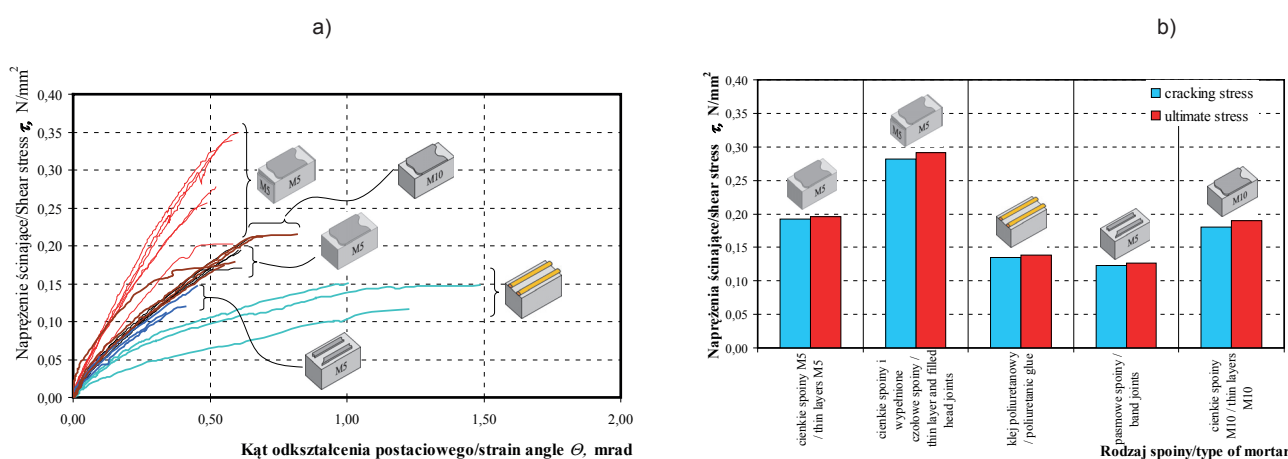 a)
b)
Naprężenie ścinające/Shear stress τ, N/mm²
0,40
0,35
0,30
0,25
0,20
0,15
0,10
0,05
0,00
0,00
0,50
1,00
1,50
2,00
Kąt odkształcenia postaciowego/strain angle Θ, mrad
M5
M5
M10
M5
M5
Naprężenia ścinające/shear stress τ, N/mm²
0,40
0,35
0,30
0,25
0,20
0,15
0,10
0,05
0,00
cracking stress
ultimate stress
M5
M5
M5
M5
M10
cienkie spoiny M5
/ thin layers M5
cienkie spoiny i
wypełnione
czołowe spoiny /
thin layer and filled
head joints
klej poliuretanowy
/ poliuretanic glue
pasmowe spoiny /
band joints
cienkie spoiny
M10 / thin layers
M10
Rodzaj spoiny/type of mortar